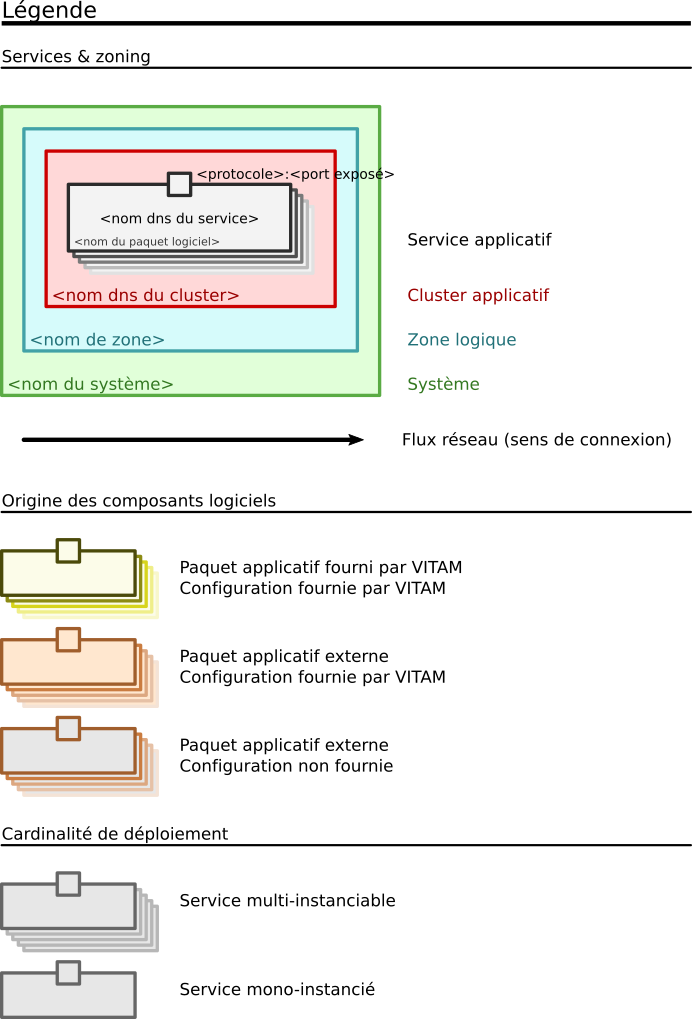 Légende
Services & zoning
<protocole>:<port exposé>
<nom dns du service>
<nom du paquet logiciel>
Service applicatif
<nom dns du cluster>
Cluster applicatif
<nom de zone>
Zone logique
<nom du système>
Système
Flux réseau (sens de connexion)
Origine des composants logiciels
Paquet applicatif fourni par VITAM
Configuration fournie par VITAM
Paquet applicatif externe
Configuration fournie par VITAM
Paquet applicatif externe
Configuration non fournie
Cardinalité de déploiement
Service multi-instanciable
Service mono-instancié